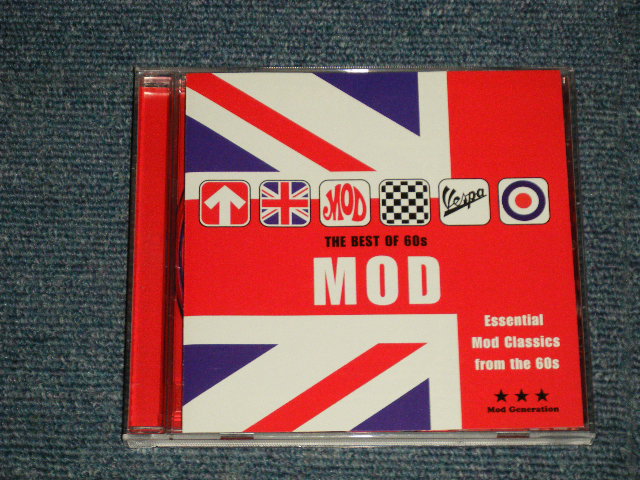 MOD
Vespa
THE BEST OF 60s
MOD
Essential
Mod Classics
from the 60s
Mod Generation